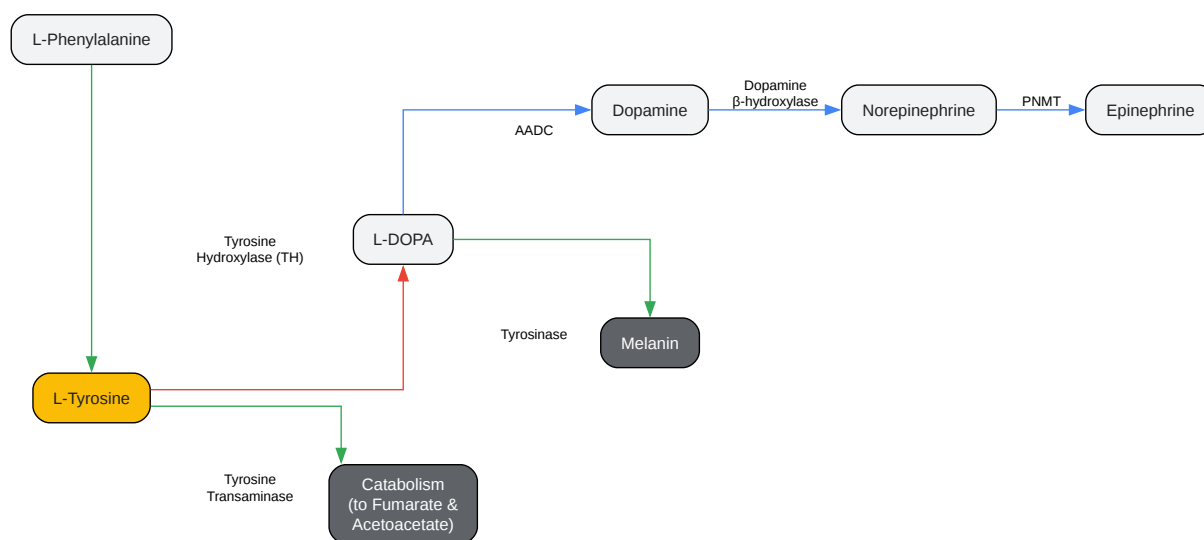 L-Phenylalanine
Dopamine
β-hydroxylase
Dopamine
Norepinephrine
PNMT
Epinephrine
AADC
L-DOPA
Tyrosine
Hydroxylase (TH)
Tyrosinase
Melanin
L-Tyrosine
Tyrosine
Transaminase
Catabolism
(to Fumarate &
Acetoacetate)